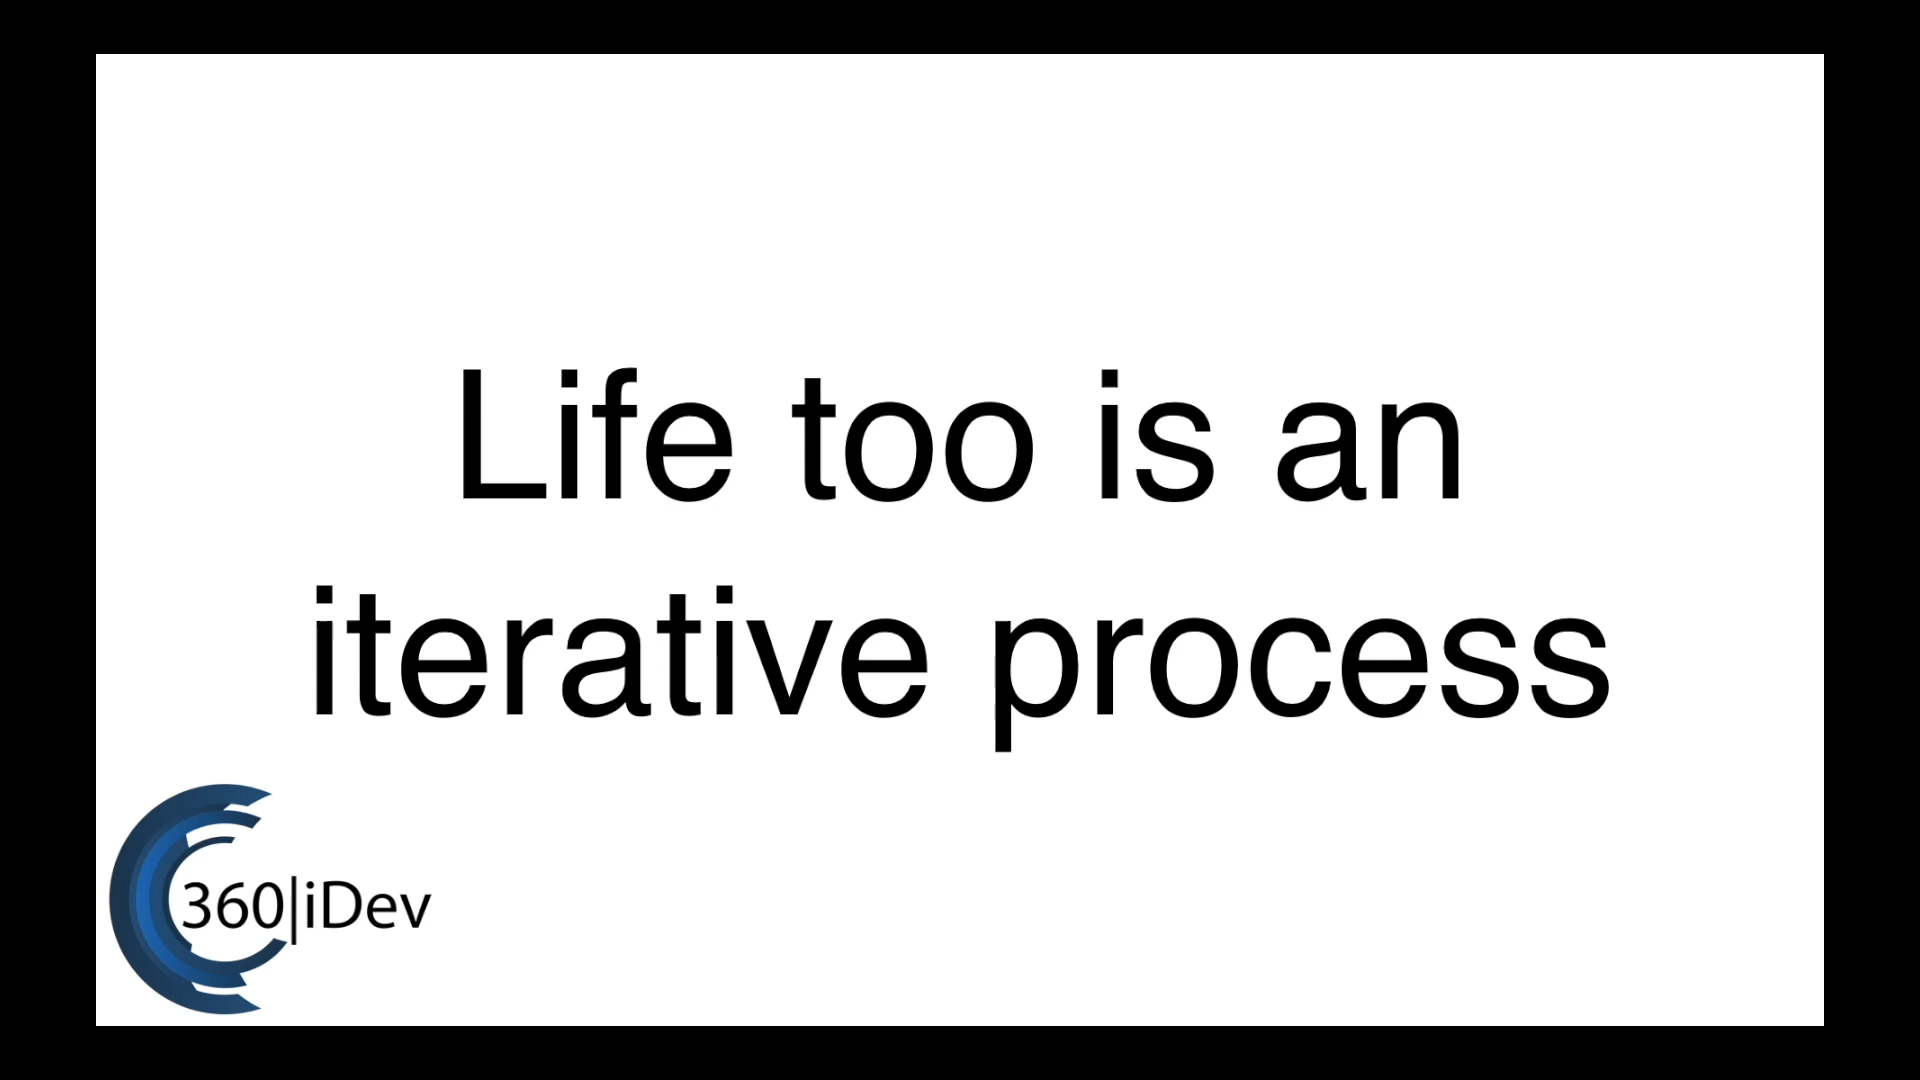 Life too is an
iterative process
360|iDev